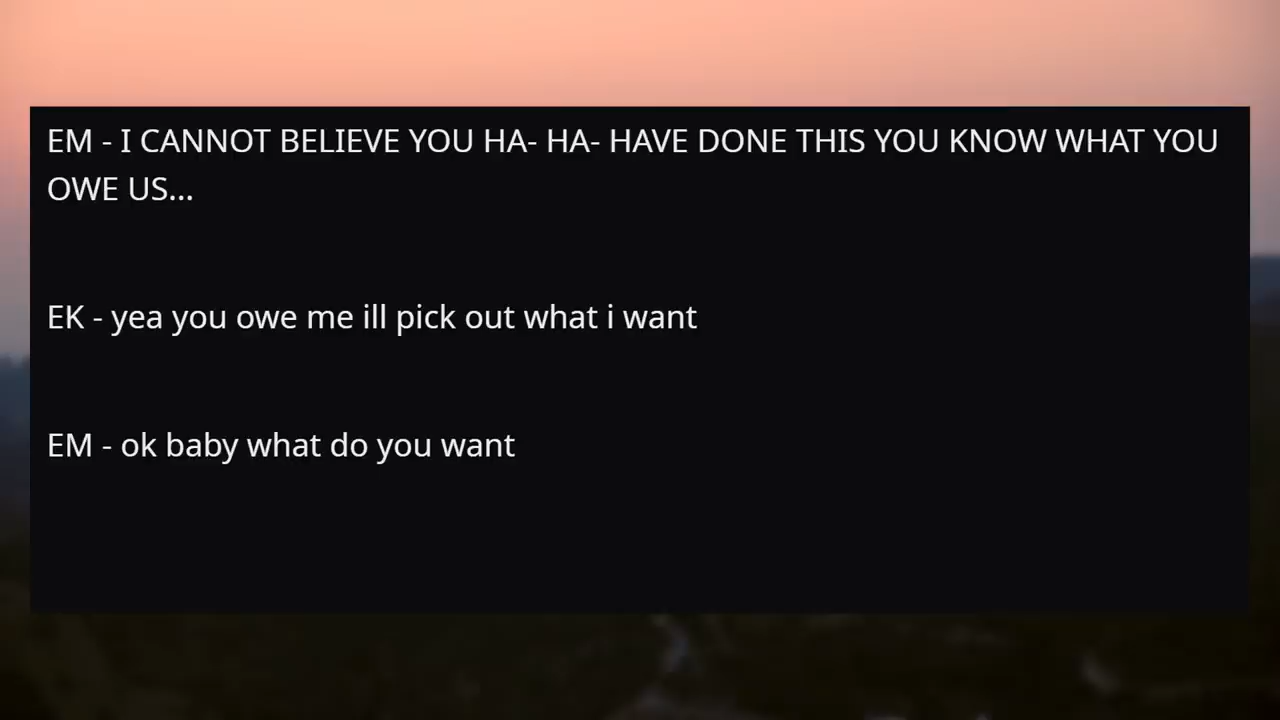 EM - I CANNOT BELIEVE YOU HA- HA- HAVE DONE THIS YOU KNOW WHAT YOU
OWE US...
EK - yea you owe me ill pick out what i want
EM - ok baby what do you want